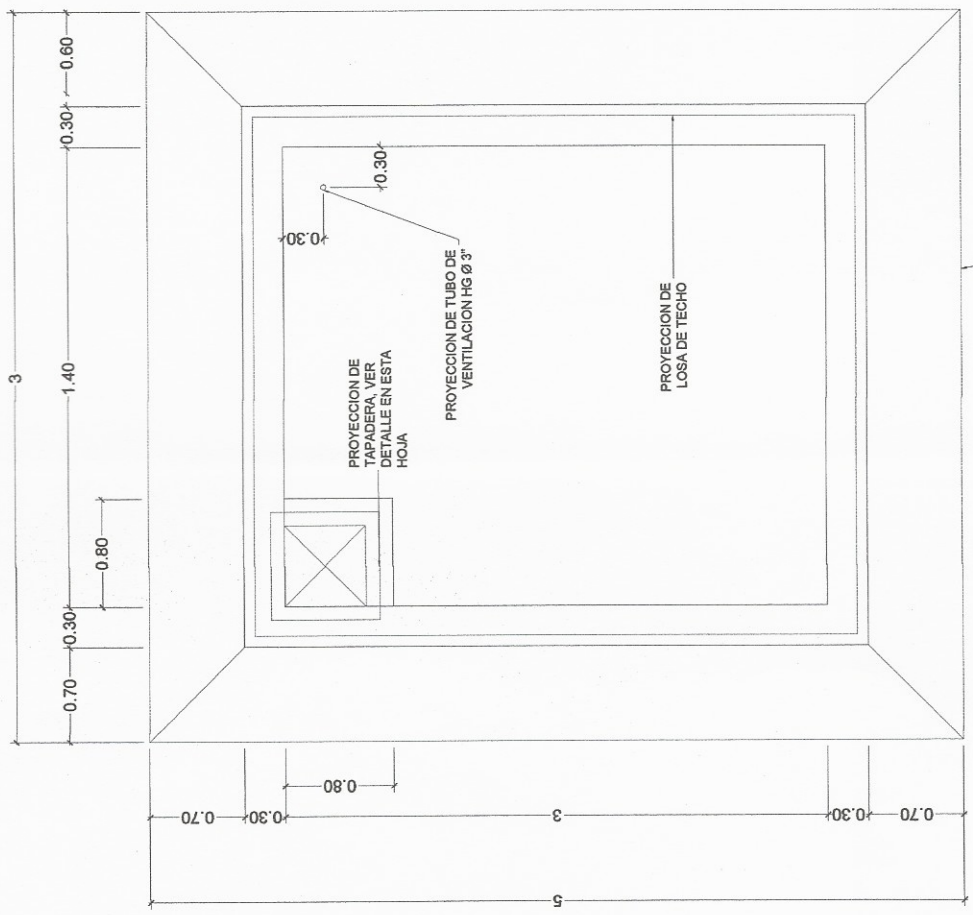 3
0.60
0.30
1.40
0.30
0.70
0.80
0.30
0.30
PROYECCION DE TUBO DE
VENTILACION HG Ø 3"
PROYECCION DE
TAPADERA, VER
DETALLE EN ESTA
HOJA
PROYECCION DE
LOSA DE TECHO
0.70
0.30
0.80
3
0.30
0.70
5